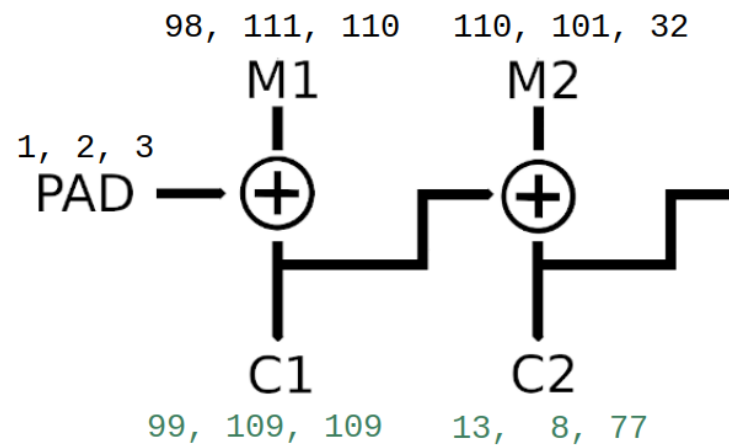 98, 111, 110
110, 101, 32
M1
M2
1, 2, 3
PAD
C1
C2
99, 109, 109
13, 8, 77